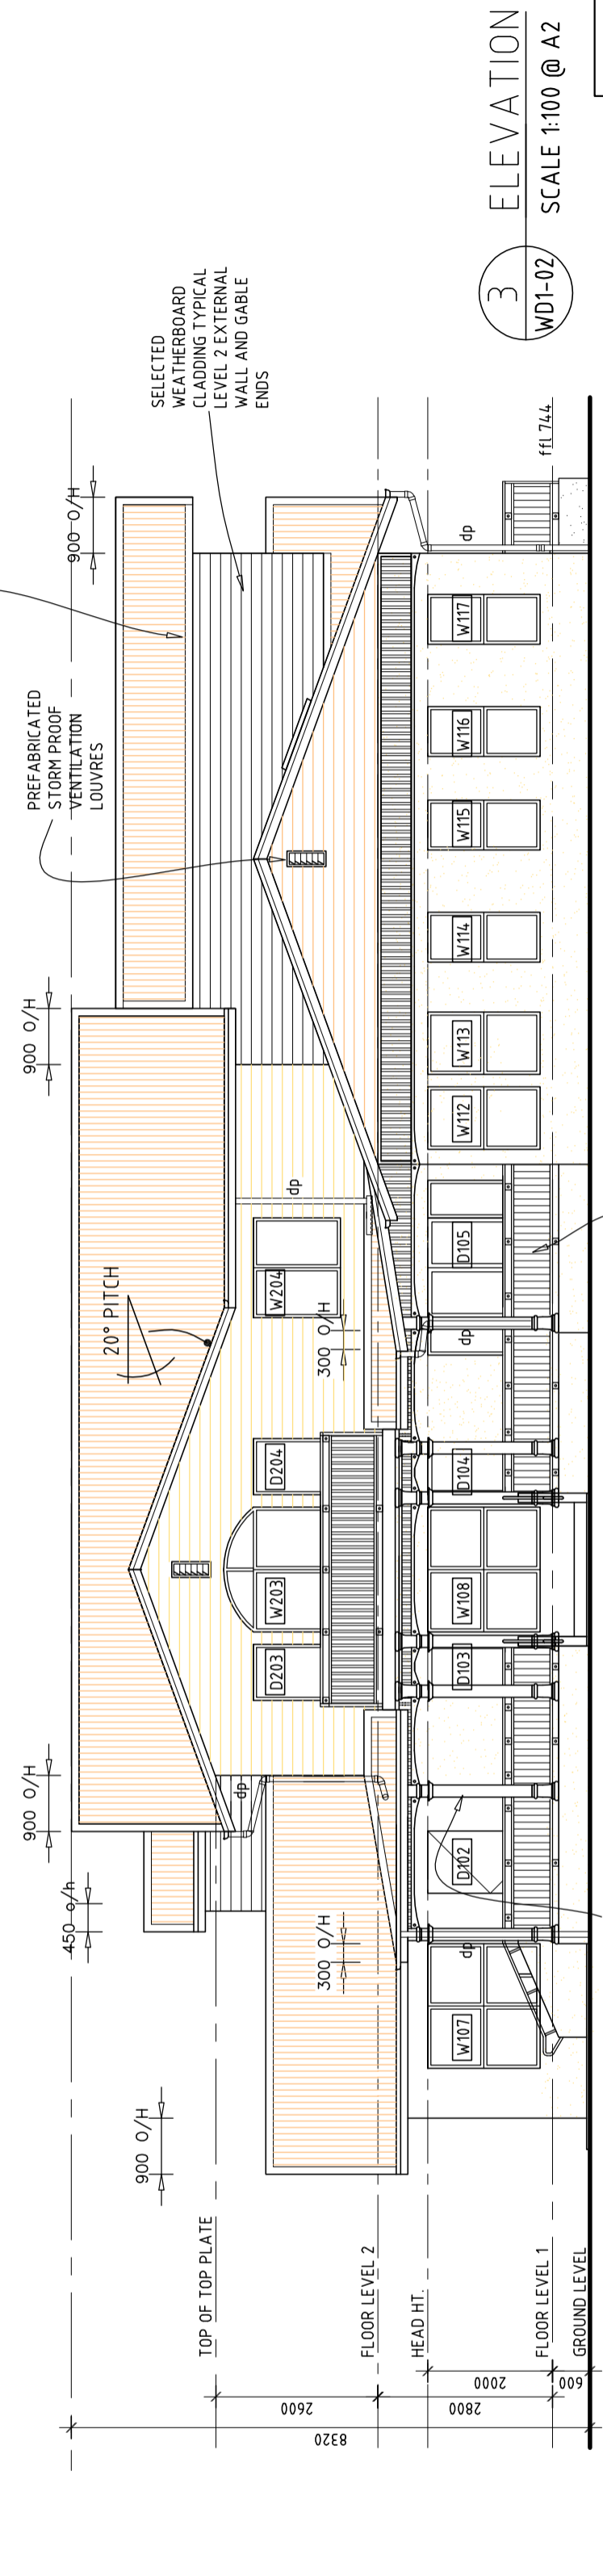 900 O/H
450 o/h
900 O/H
900 O/H
900 O/H
PREFABRICATED
STORM PROOF
VENTILATION
LOUVRES
SELECTED
WEATHERBOARD
CLADDING TYPICAL
LEVEL 2 EXTERNAL
WALL AND GABLE
ENDS
20° PITCH
TOP OF TOP PLATE
FLOOR LEVEL 2
HEAD HT.
FLOOR LEVEL 1
GROUND LEVEL
8320
2600
2800
2000
600
dp
D203
W203
D204
W204
dp
300 O/H
300 O/H
W107
dp
D102
D103
W108
D104
dp
D105
W112
W113
W114
W115
W116
W117
dp
ffl 744
3
WD1-02
ELEVATION
SCALE 1:100 @ A2